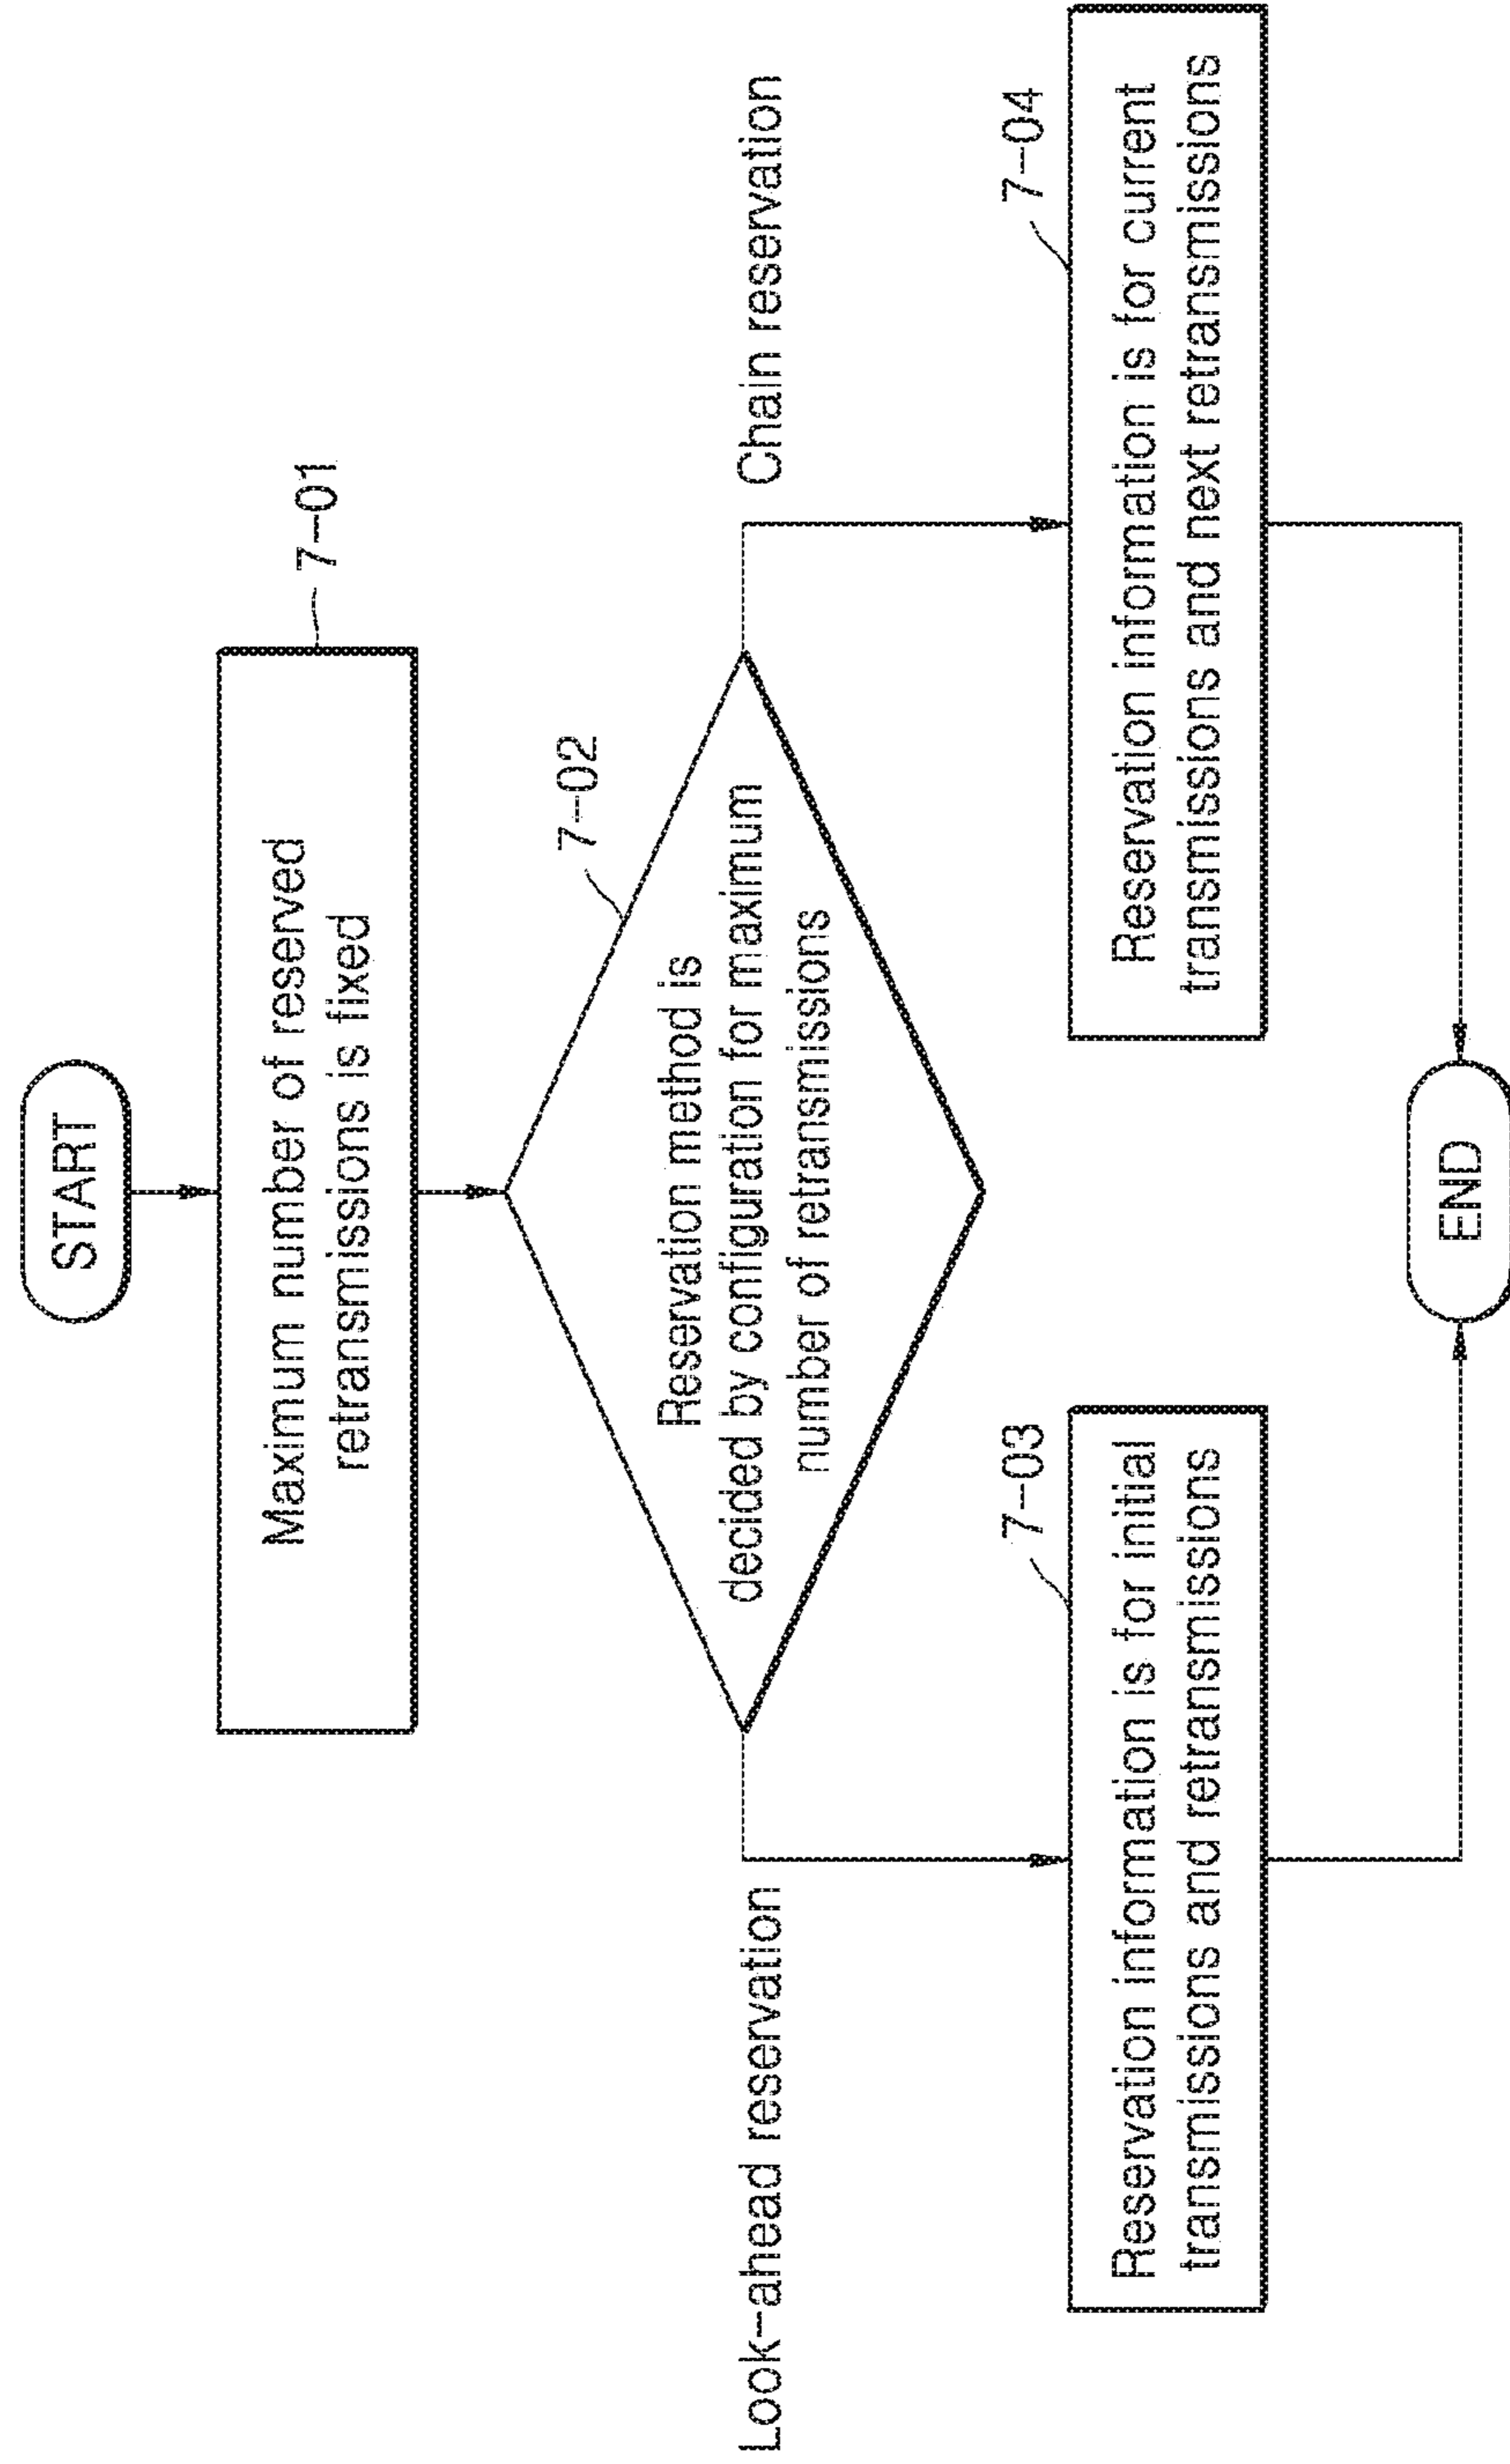 START
7-01
Maximum number of reserved
retransmissions is fixed
7-02
Reservation method is
decided by configuration for maximum
number of retransmissions
Look-ahead reservation
Chain reservation
7-03
Reservation information is for initial
transmissions and retransmissions
7-04
Reservation information is for current
transmissions and next retransmissions
END